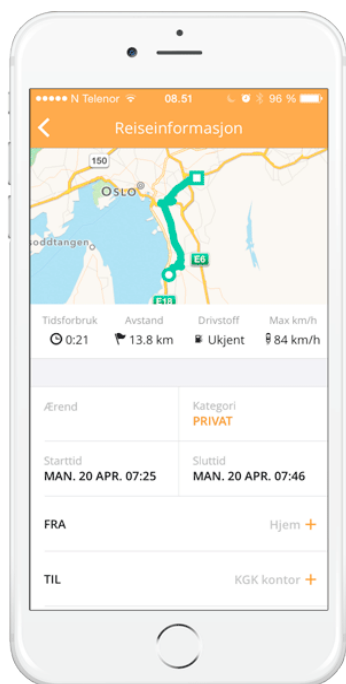 N Telenor 08.51 96 %
Reiseinformasjon
150
OSLO
soddtangen
E6
E18
Tidsforbruk Avstand Drivstoff Max km/h
0:21 13.8 km Ukjent 84 km/h
Ærend Kategori
PRIVAT
Starttid Sluttid
MAN. 20 APR. 07:25 MAN. 20 APR. 07:46
FRA Hjem +
TIL KGK kontor +